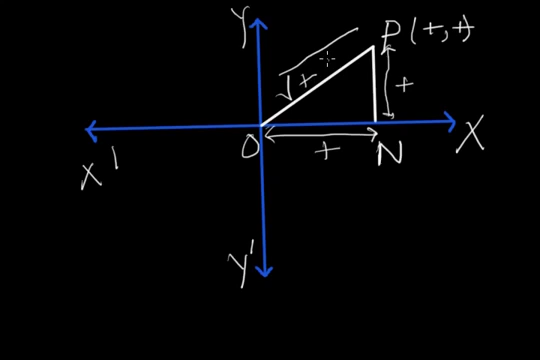 Y
P (+,+)
√+
+
X'
O
+
N
X
Y'